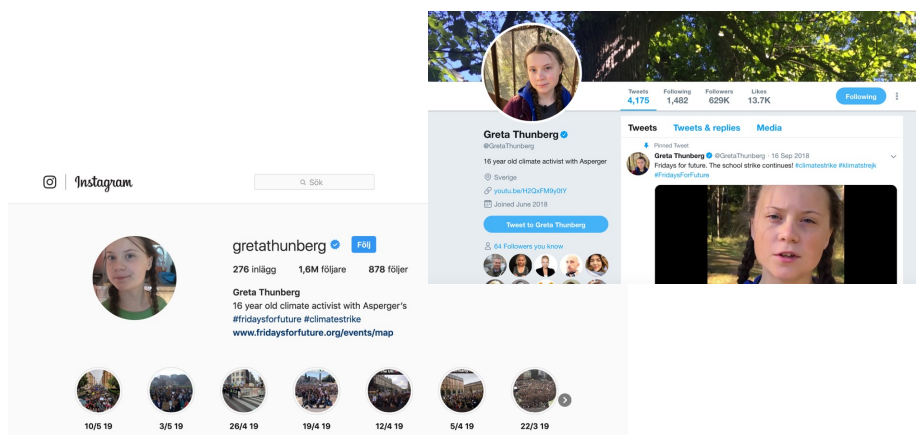 Tweets Following Followers Likes
4,175 1,482 629K 13.7K
Following
Greta Thunberg
@GretaThunberg
16 year old climate activist with Asperger
Sverige
youtu.be/H2QxFM9y0tY
Joined June 2018
Tweet to Greta Thunberg
64 Followers you know
Tweets Tweets & replies Media
Pinned Tweet
Greta Thunberg @GretaThunberg · 16 Sep 2018
Fridays for future. The school strike continues! #climatestrike #klimatstrejk
#FridaysForFuture
Instagram
Sök
gretathunberg Följ
276 inlägg 1,6M följare 878 följer
Greta Thunberg
16 year old climate activist with Asperger's
#fridaysforfuture #climatestrike
www.fridaysforfuture.org/events/map
10/5 19 3/5 19 26/4 19 19/4 19 12/4 19 5/4 19 22/3 19